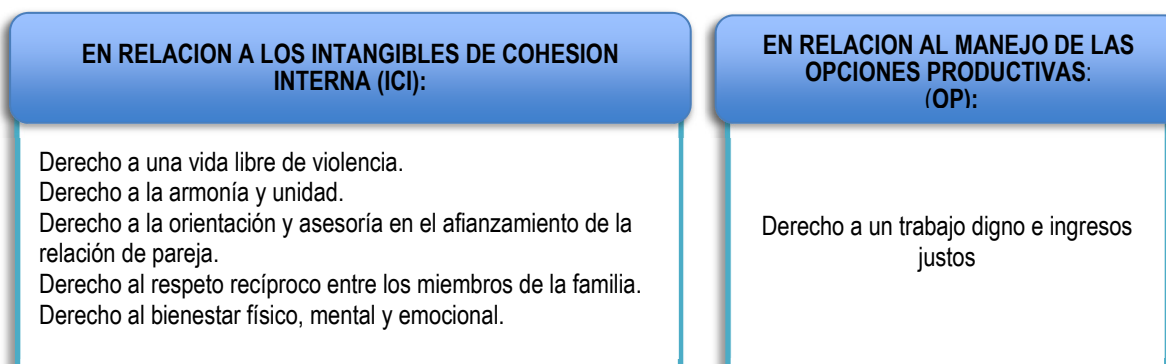 EN RELACION A LOS INTANGIBLES DE COHESION
INTERNA (ICI):
Derecho a una vida libre de violencia.
Derecho a la armonía y unidad.
Derecho a la orientación y asesoría en el afianzamiento de la
relación de pareja.
Derecho al respeto recíproco entre los miembros de la familia.
Derecho al bienestar físico, mental y emocional.
EN RELACION AL MANEJO DE LAS
OPCIONES PRODUCTIVAS:
(OP):
Derecho a un trabajo digno e ingresos
justos